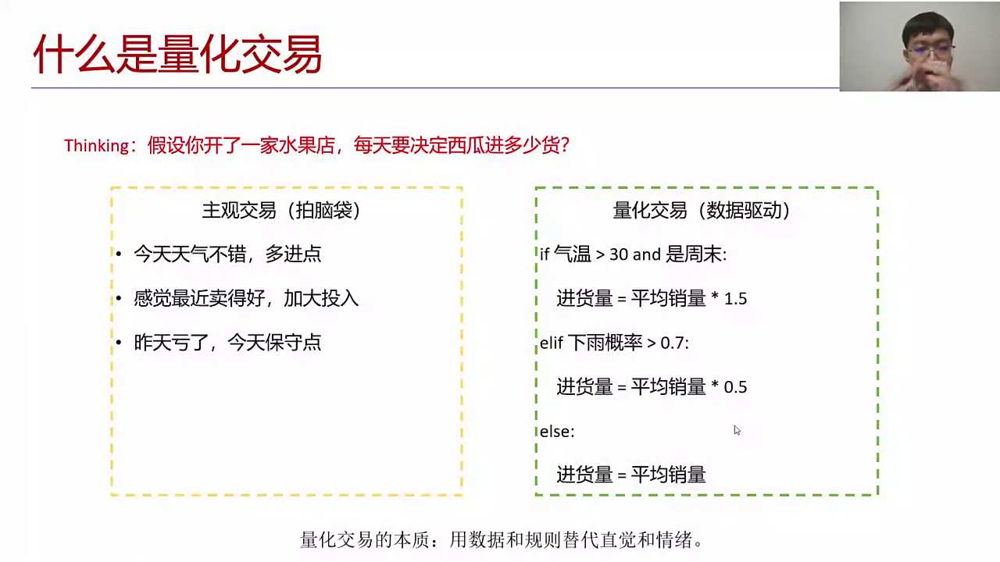 什么是量化交易
Thinking：假设你开了一家水果店，每天要决定西瓜进多少货？
主观交易（拍脑袋）
• 今天天气不错，多进点
• 感觉最近卖得好，加大投入
• 昨天亏了，今天保守点
量化交易（数据驱动）
if 气温 > 30 and 是周末:
进货量 = 平均销量 * 1.5
elif 下雨概率 > 0.7:
进货量 = 平均销量 * 0.5
else:
进货量 = 平均销量
量化交易的本质：用数据和规则替代直觉和情绪。